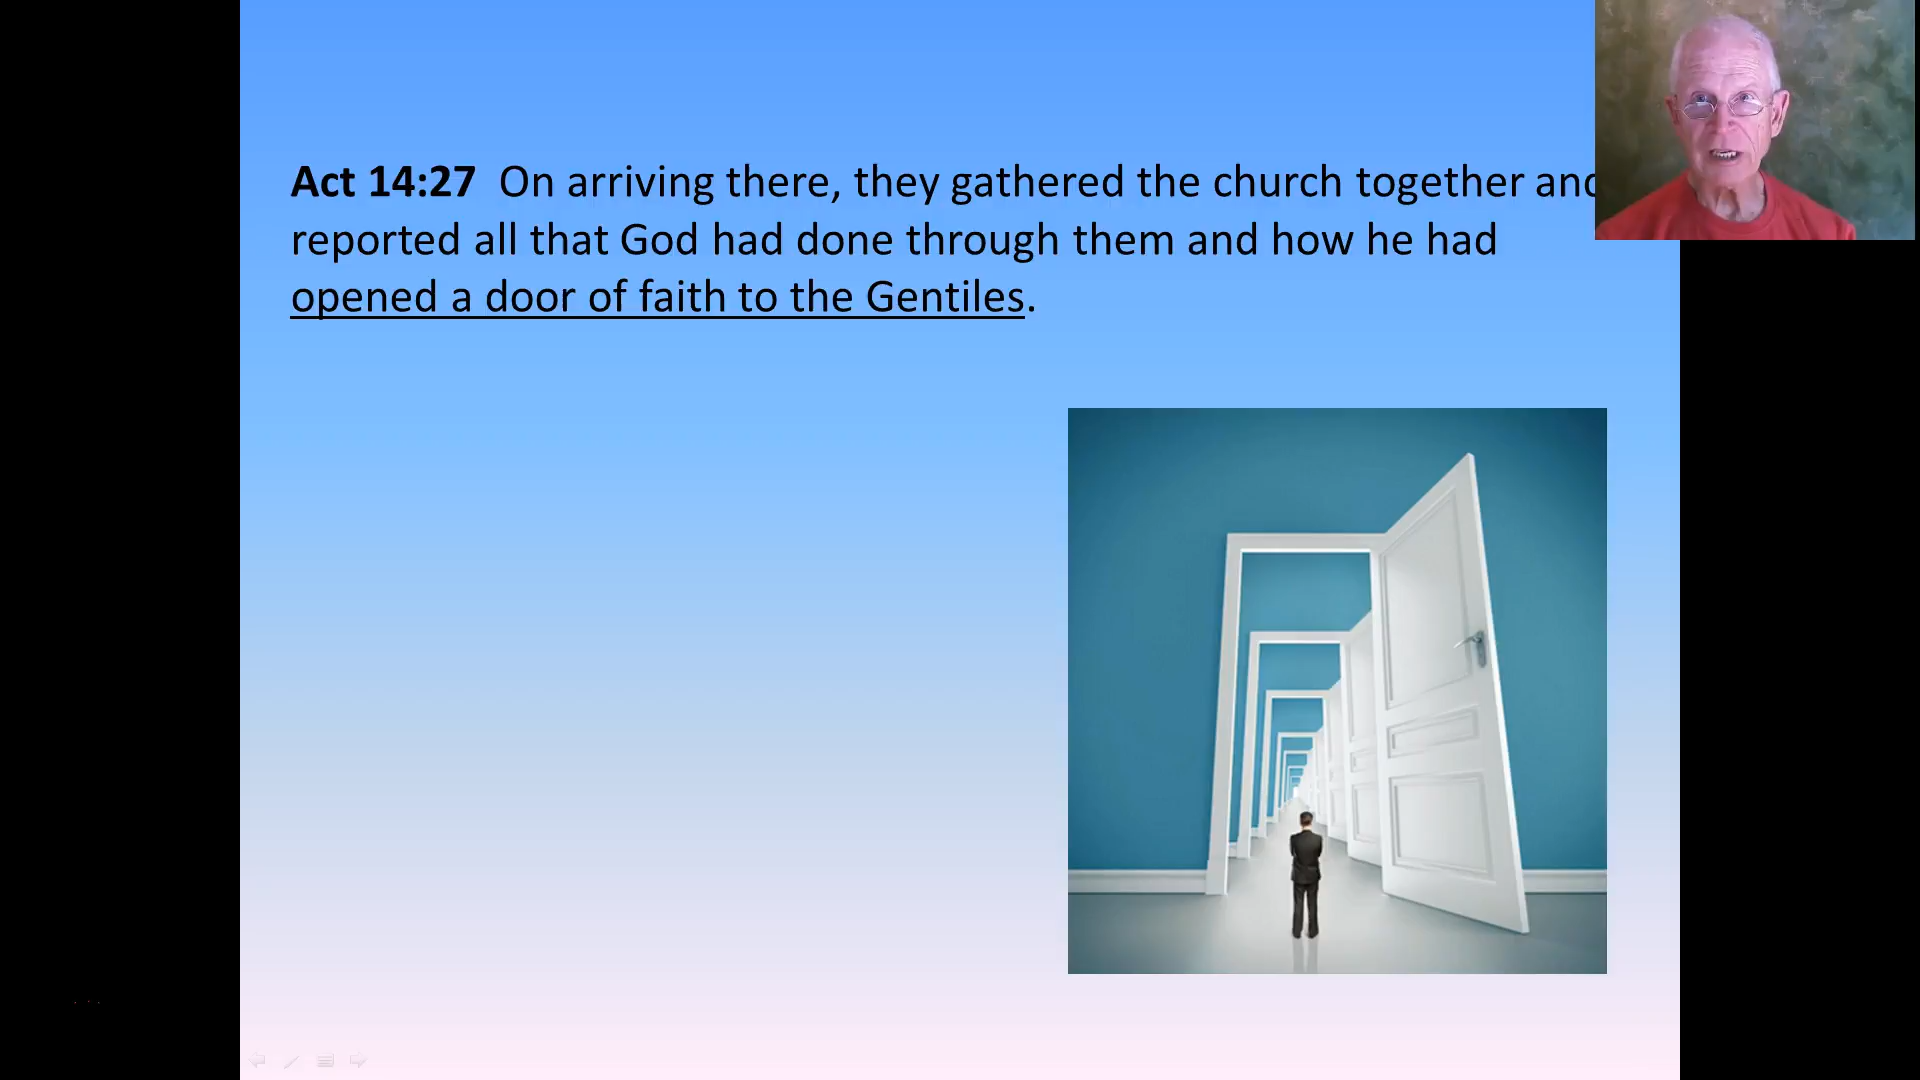 Act 14:27 On arriving there, they gathered the church together and
reported all that God had done through them and how he had
opened a door of faith to the Gentiles.